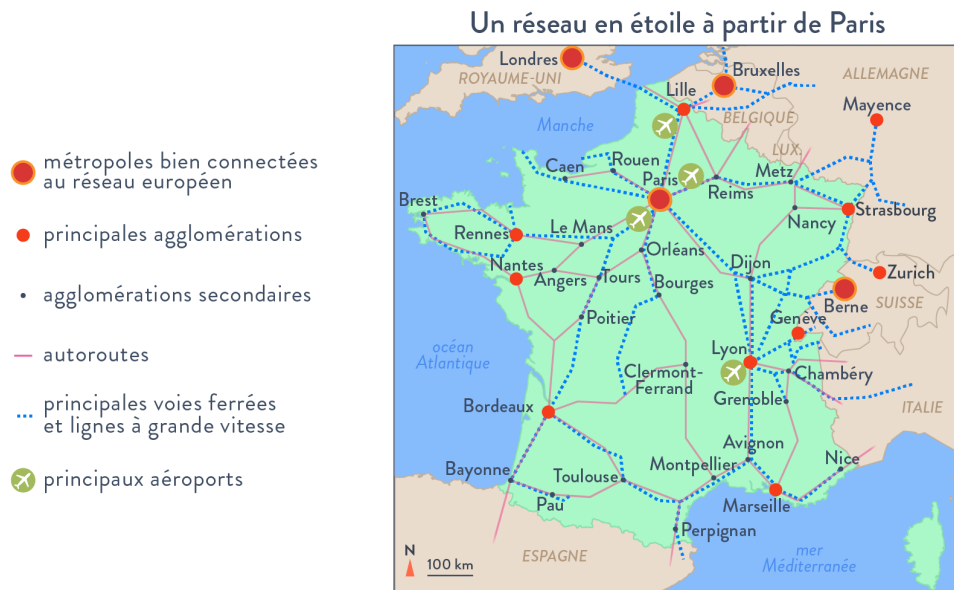 Un réseau en étoile à partir de Paris
métropoles bien connectées
au réseau européen
principales agglomérations
agglomérations secondaires
autoroutes
principales voies ferrées
et lignes à grande vitesse
principaux aéroports
Londres
ROYAUME-UNI
Bruxelles
ALLEMAGNE
Lille
Mayence
Manche
BELGIQUE
LUX.
Rouen
Caen
Paris
Metz
Reims
Brest
Nancy
Strasbourg
Rennes
Le Mans
Orléans
Nantes
Angers
Tours
Dijon
Zurich
Bourges
Berne
SUISSE
Poitier
Genève
océan
Atlantique
Lyon
Clermont-
Ferrand
Chambéry
Grenoble
Bordeaux
ITALIE
Avignon
Bayonne
Toulouse
Montpellier
Nice
Pau
Marseille
Perpignan
ESPAGNE
mer
Méditerranée
N
100 km